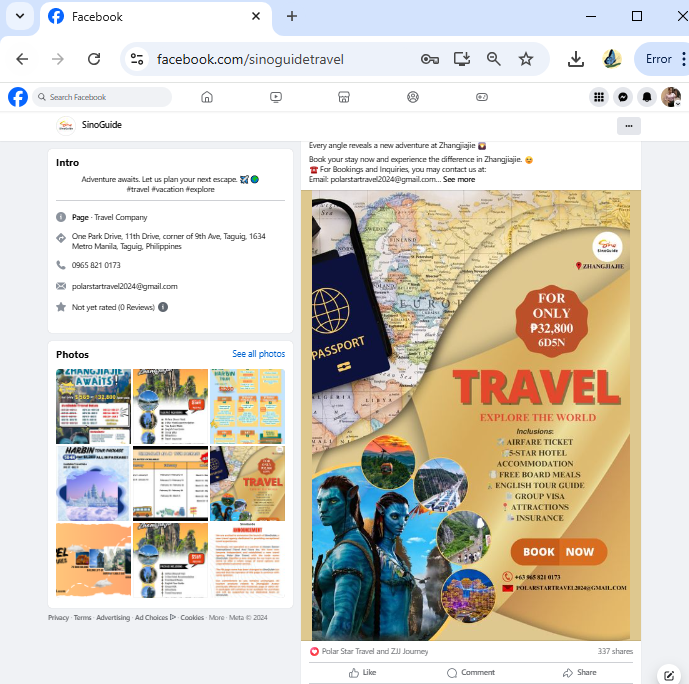 Facebook
facebook.com/sinoguidetravel
Error
Search Facebook
SinoGuide
Intro
Adventure awaits. Let us plan your next escape.
#travel #vacation #explore
Page · Travel Company
One Park Drive, 11th Drive, corner of 9th Ave, Taguig, 1634
Metro Manila, Taguig, Philippines
0965 821 0173
polarstartravel2024@gmail.com
Not yet rated (0 Reviews)
Photos
See all photos
ZHANGJIAJIE
AWAITS!
HARBIN TOUR PACKAGE
TRAVEL
Privacy · Terms · Advertising · Ad Choices · Cookies · More · Meta © 2024
Every angle reveals a new adventure at Zhangjiajie
Book your stay now and experience the difference in Zhangjiajie.
For Bookings and Inquiries, you may contact us at:
Email: polarstartravel2024@gmail.com... See more
SinoGuide
ZHANGJIAJIE
FINLAND
EUROPE
LIBYA
PASSPORT
FOR
ONLY
₱32,800
6D5N
TRAVEL
EXPLORE THE WORLD
Inclusions:
AIRFARE TICKET
5-STAR HOTEL
ACCOMMODATION
FREE BOARD MEALS
ENGLISH TOUR GUIDE
GROUP VISA
ATTRACTIONS
INSURANCE
BOOK NOW
+63 965 821 0173
POLARSTARTRAVEL2024@GMAIL.COM
Polar Star Travel and ZJJ Journey
337 shares
Like
Comment
Share